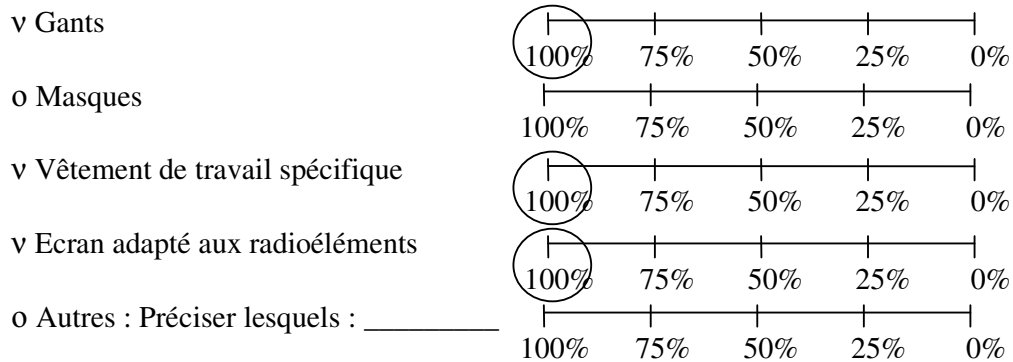 ν Gants
100% 75% 50% 25% 0%
o Masques
100% 75% 50% 25% 0%
ν Vêtement de travail spécifique
100% 75% 50% 25% 0%
ν Ecran adapté aux radioéléments
100% 75% 50% 25% 0%
o Autres : Préciser lesquels : _________
100% 75% 50% 25% 0%